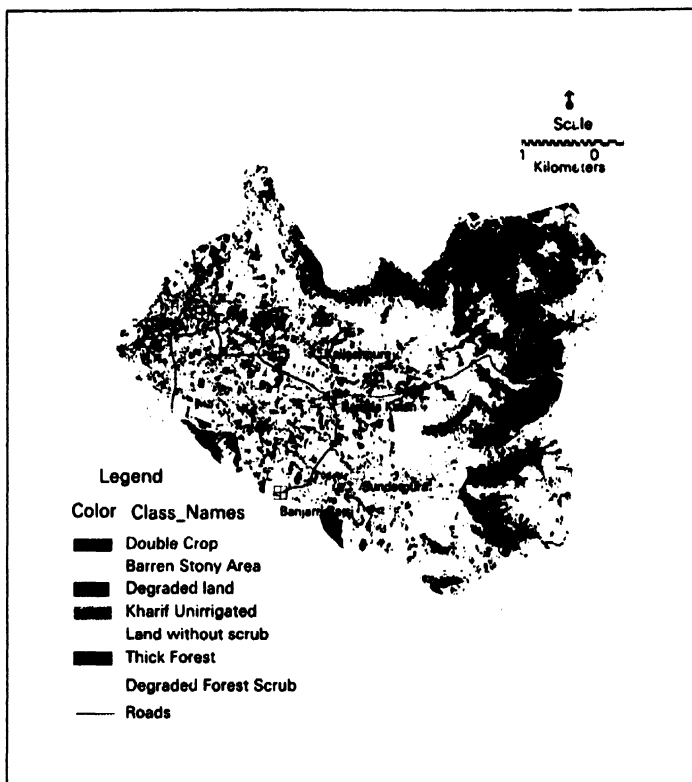 Scale
1 0
Kilometers
Legend
Color Class_Names
Double Crop
Barren Stony Area
Degraded land
Kharif Unirrigated
Land without scrub
Thick Forest
Degraded Forest Scrub
Roads